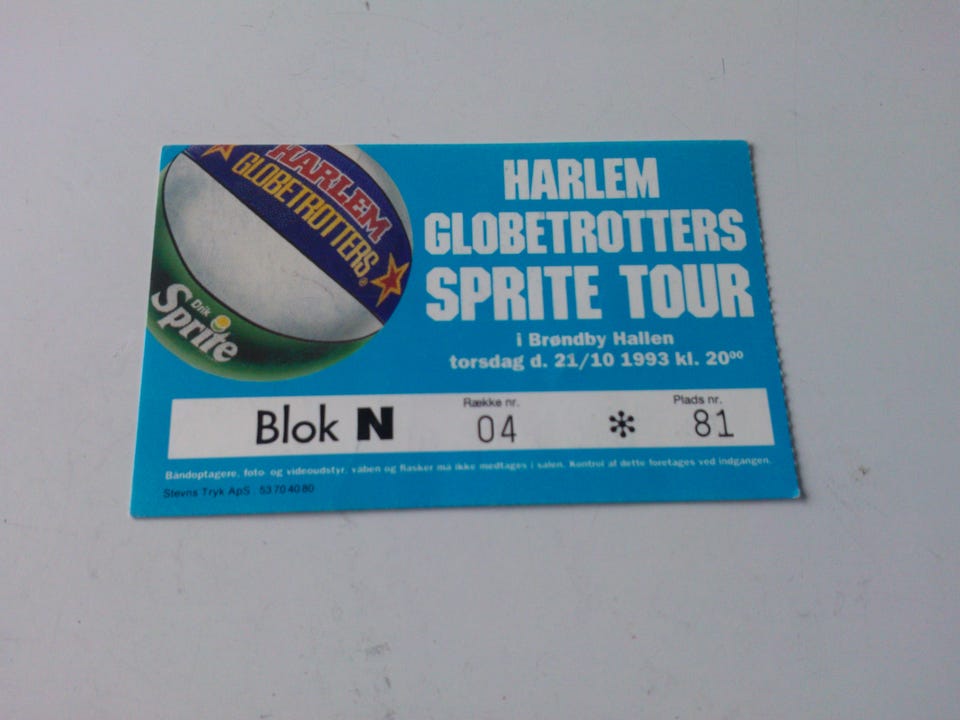 HARLEM
GLOBETROTTERS®
Drik
Sprite
HARLEM
GLOBETROTTERS
SPRITE TOUR
i Brøndby Hallen
torsdag d. 21/10 1993 kl. 20⁰⁰
Blok N
Række nr.
04
*
Plads nr.
81
Båndoptagere, foto- og videoudstyr, våben og flasker må ikke medtages i salen. Kontrol af dette foretages ved indgangen.
Stevns Tryk ApS . 53 70 40 80